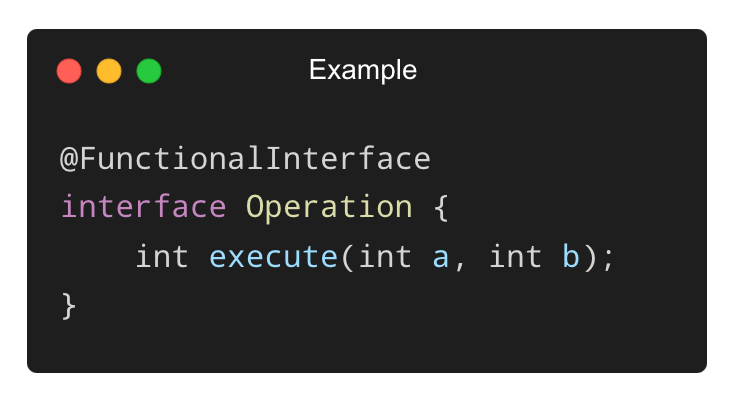 Example
@FunctionalInterface
interface Operation {
    int execute(int a, int b);
}